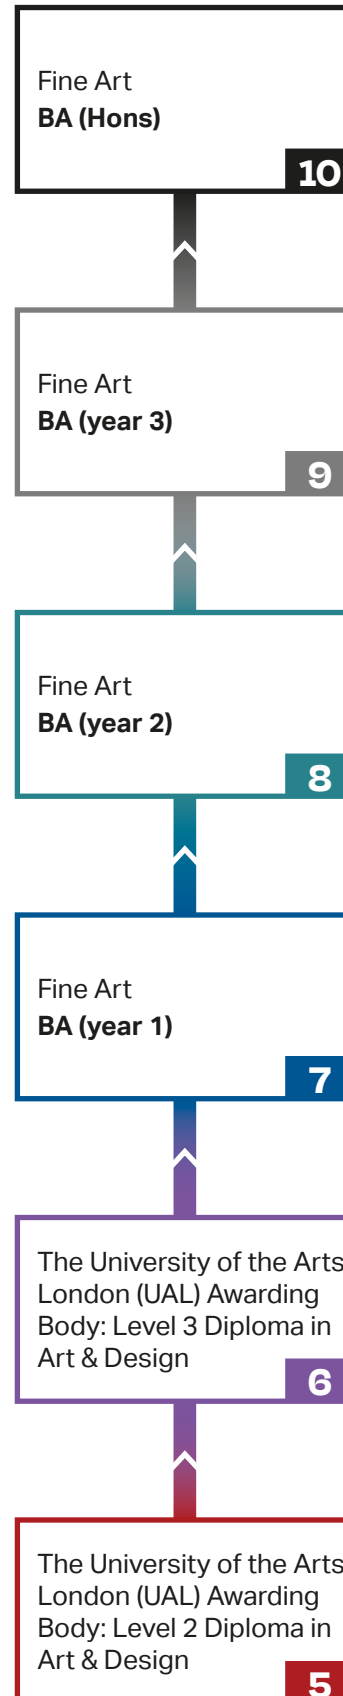 Fine Art
BA (Hons)
10
Fine Art
BA (year 3)
9
Fine Art
BA (year 2)
8
Fine Art
BA (year 1)
7
The University of the Arts
London (UAL) Awarding
Body: Level 3 Diploma in
Art & Design
6
The University of the Arts
London (UAL) Awarding
Body: Level 2 Diploma in
Art & Design
5